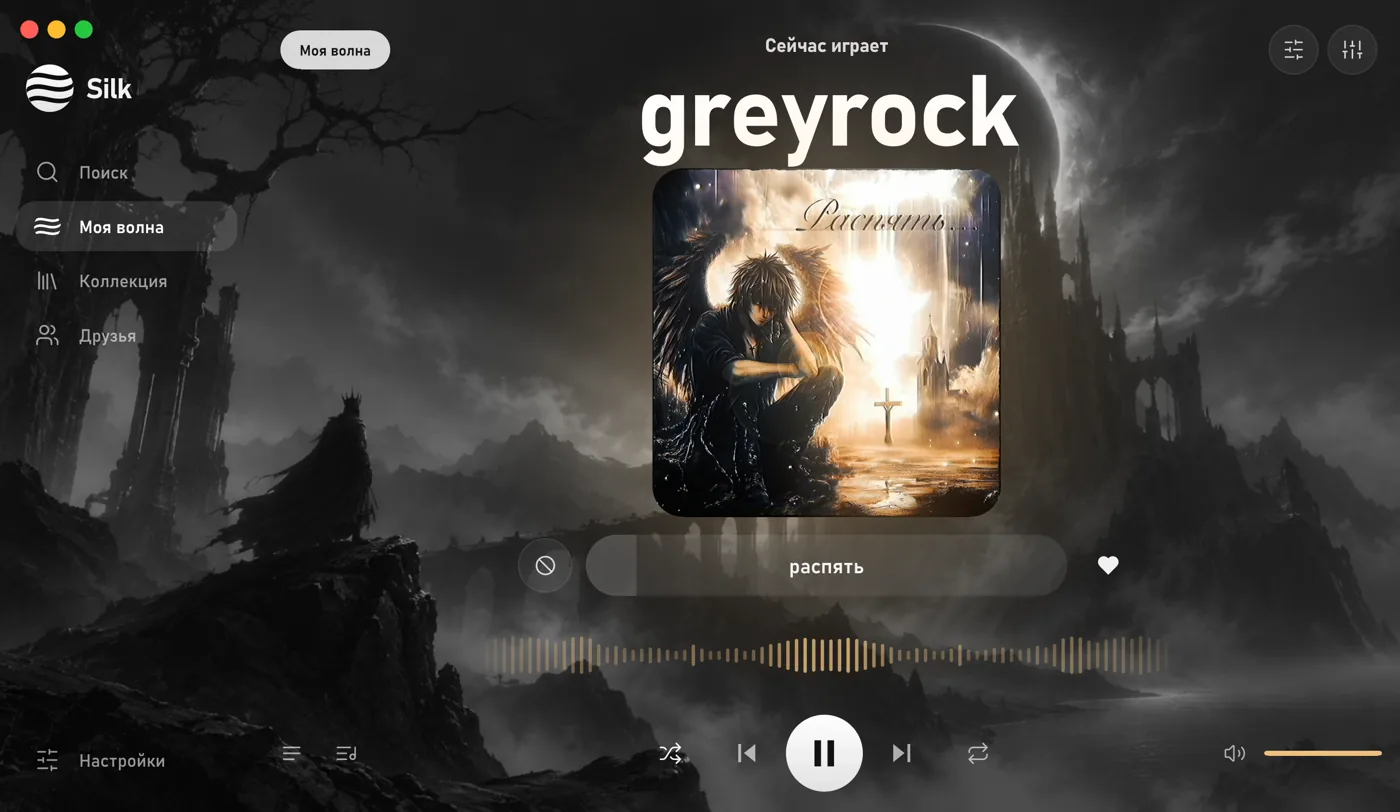 Моя волна
Сейчас играет
Silk
greyrock
Поиск
Моя волна
Коллекция
Друзья
Распять...
распять
Настройки